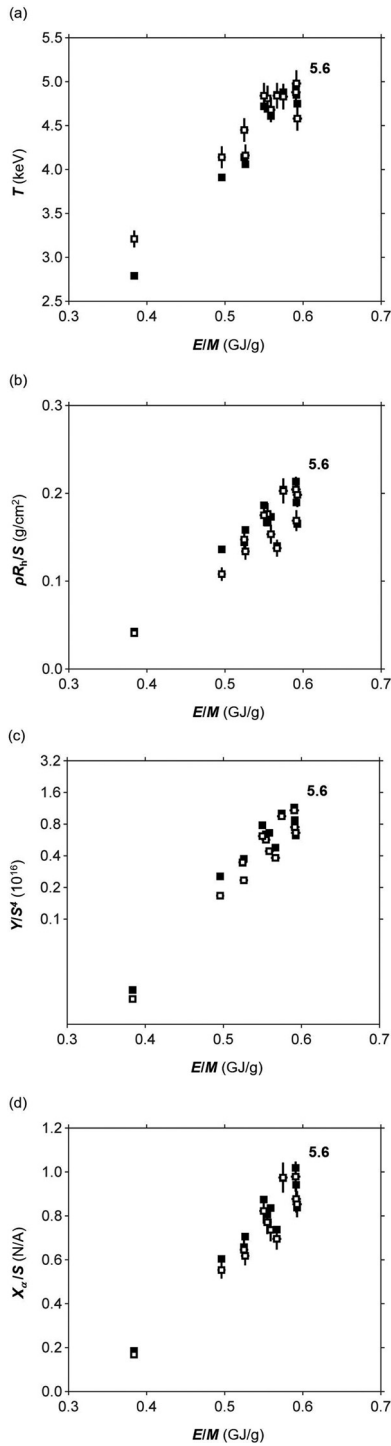 (a)
5.6
5.5
5.0
4.5
4.0
3.5
3.0
2.5
T (keV)
0.3 0.4 0.5 0.6 0.7
E/M (GJ/g)
(b)
5.6
0.3
0.2
0.1
0.0
ρRh/S (g/cm²)
0.3 0.4 0.5 0.6 0.7
E/M (GJ/g)
(c)
5.6
3.2
1.6
0.8
0.4
0.2
0.1
Y/S⁴ (10¹⁶)
0.3 0.4 0.5 0.6 0.7
E/M (GJ/g)
(d)
5.6
1.2
1.0
0.8
0.6
0.4
0.2
0.0
Xα/S (N/A)
0.3 0.4 0.5 0.6 0.7
E/M (GJ/g)